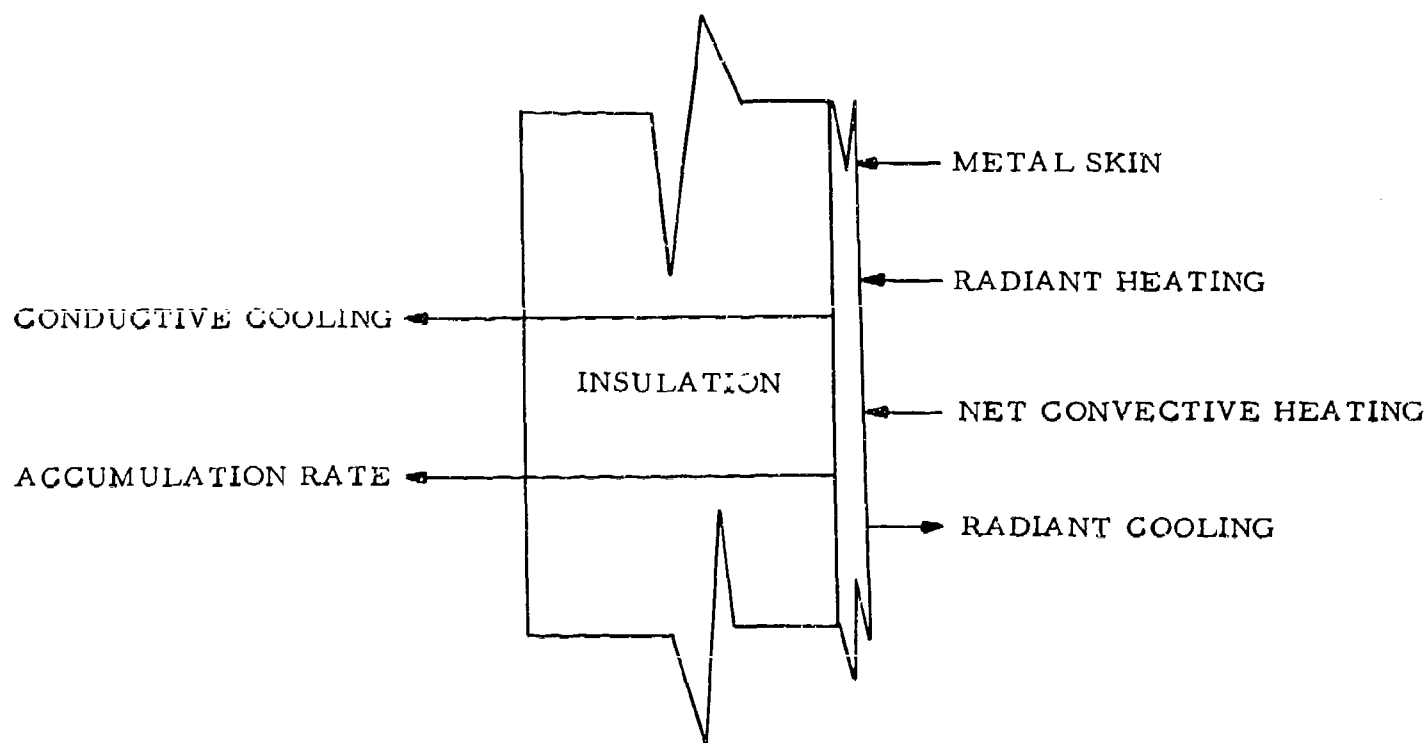 METAL SKIN
RADIANT HEATING
CONDUCTIVE COOLING
INSULATION
NET CONVECTIVE HEATING
ACCUMULATION RATE
RADIANT COOLING